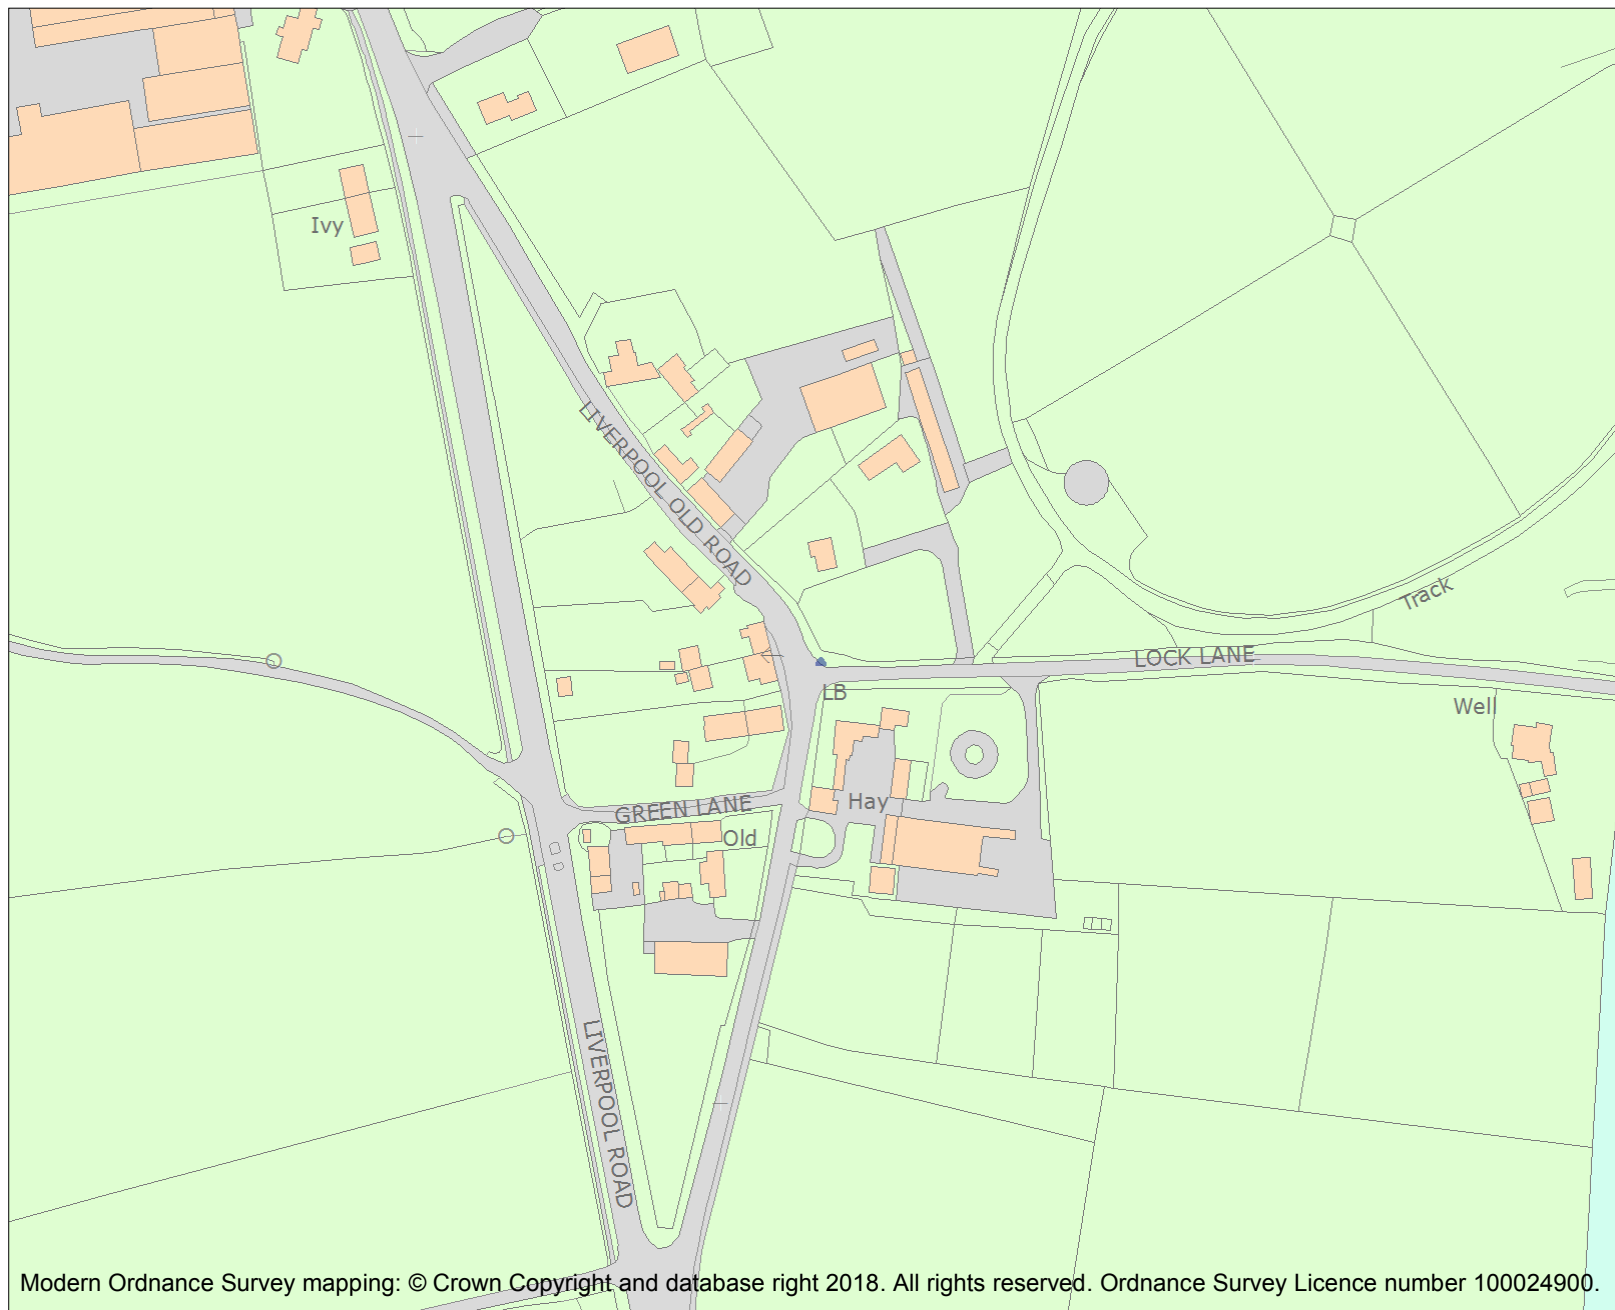 Ivy
LIVERPOOL OLD ROAD
Track
LOCK LANE
LB
Well
Hay
GREEN LANE
Old
LIVERPOOL ROAD
Modern Ordnance Survey mapping: © Crown Copyright and database right 2018. All rights reserved. Ordnance Survey Licence number 100024900.